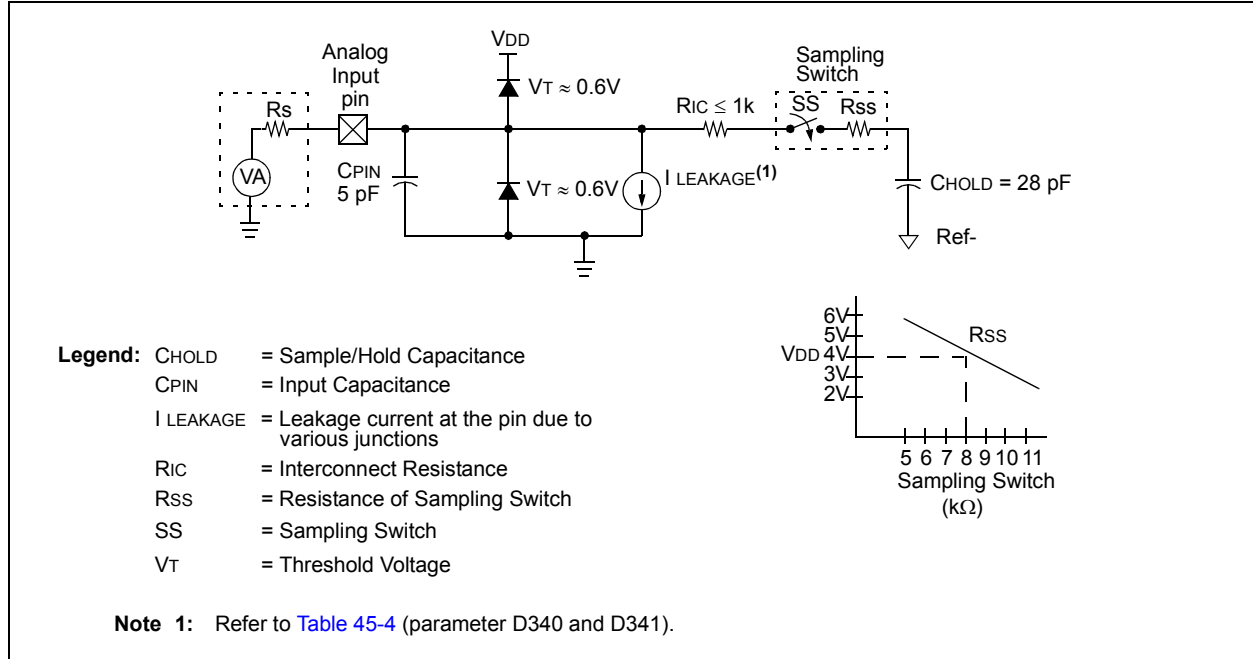 VDD
Analog
Input
pin
Sampling
Switch
VT ≈ 0.6V
Rs
RIC ≤ 1k
SS
Rss
VA
CPIN
5 pF
VT ≈ 0.6V
I LEAKAGE(1)
CHOLD = 28 pF
Ref-
6V
5V
VDD 4V
3V
2V
RSS
5 6 7 8 9 10 11
Sampling Switch
(kΩ)
Legend: CHOLD = Sample/Hold Capacitance
CPIN = Input Capacitance
I LEAKAGE = Leakage current at the pin due to
various junctions
RIC = Interconnect Resistance
RSS = Resistance of Sampling Switch
SS = Sampling Switch
VT = Threshold Voltage
Note 1: Refer to Table 45-4 (parameter D340 and D341).